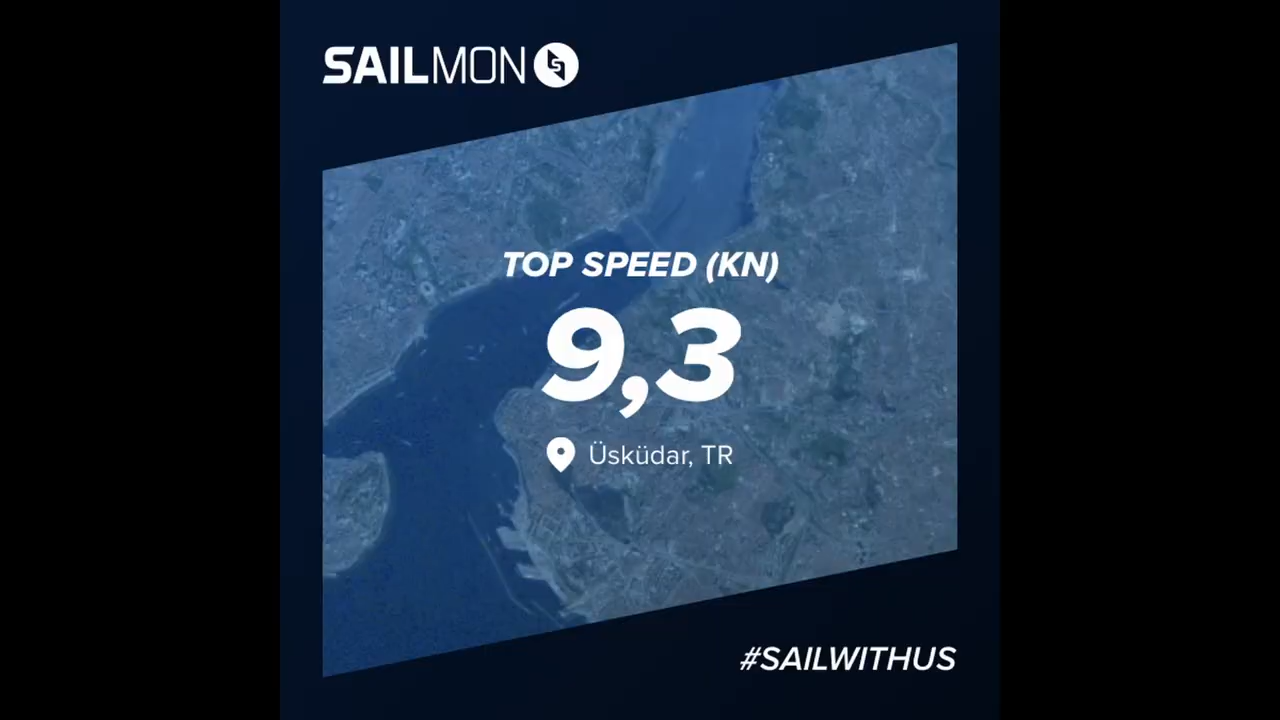 SAILMON
TOP SPEED (KN)
9,3
Üsküdar, TR
#SAILWITHUS